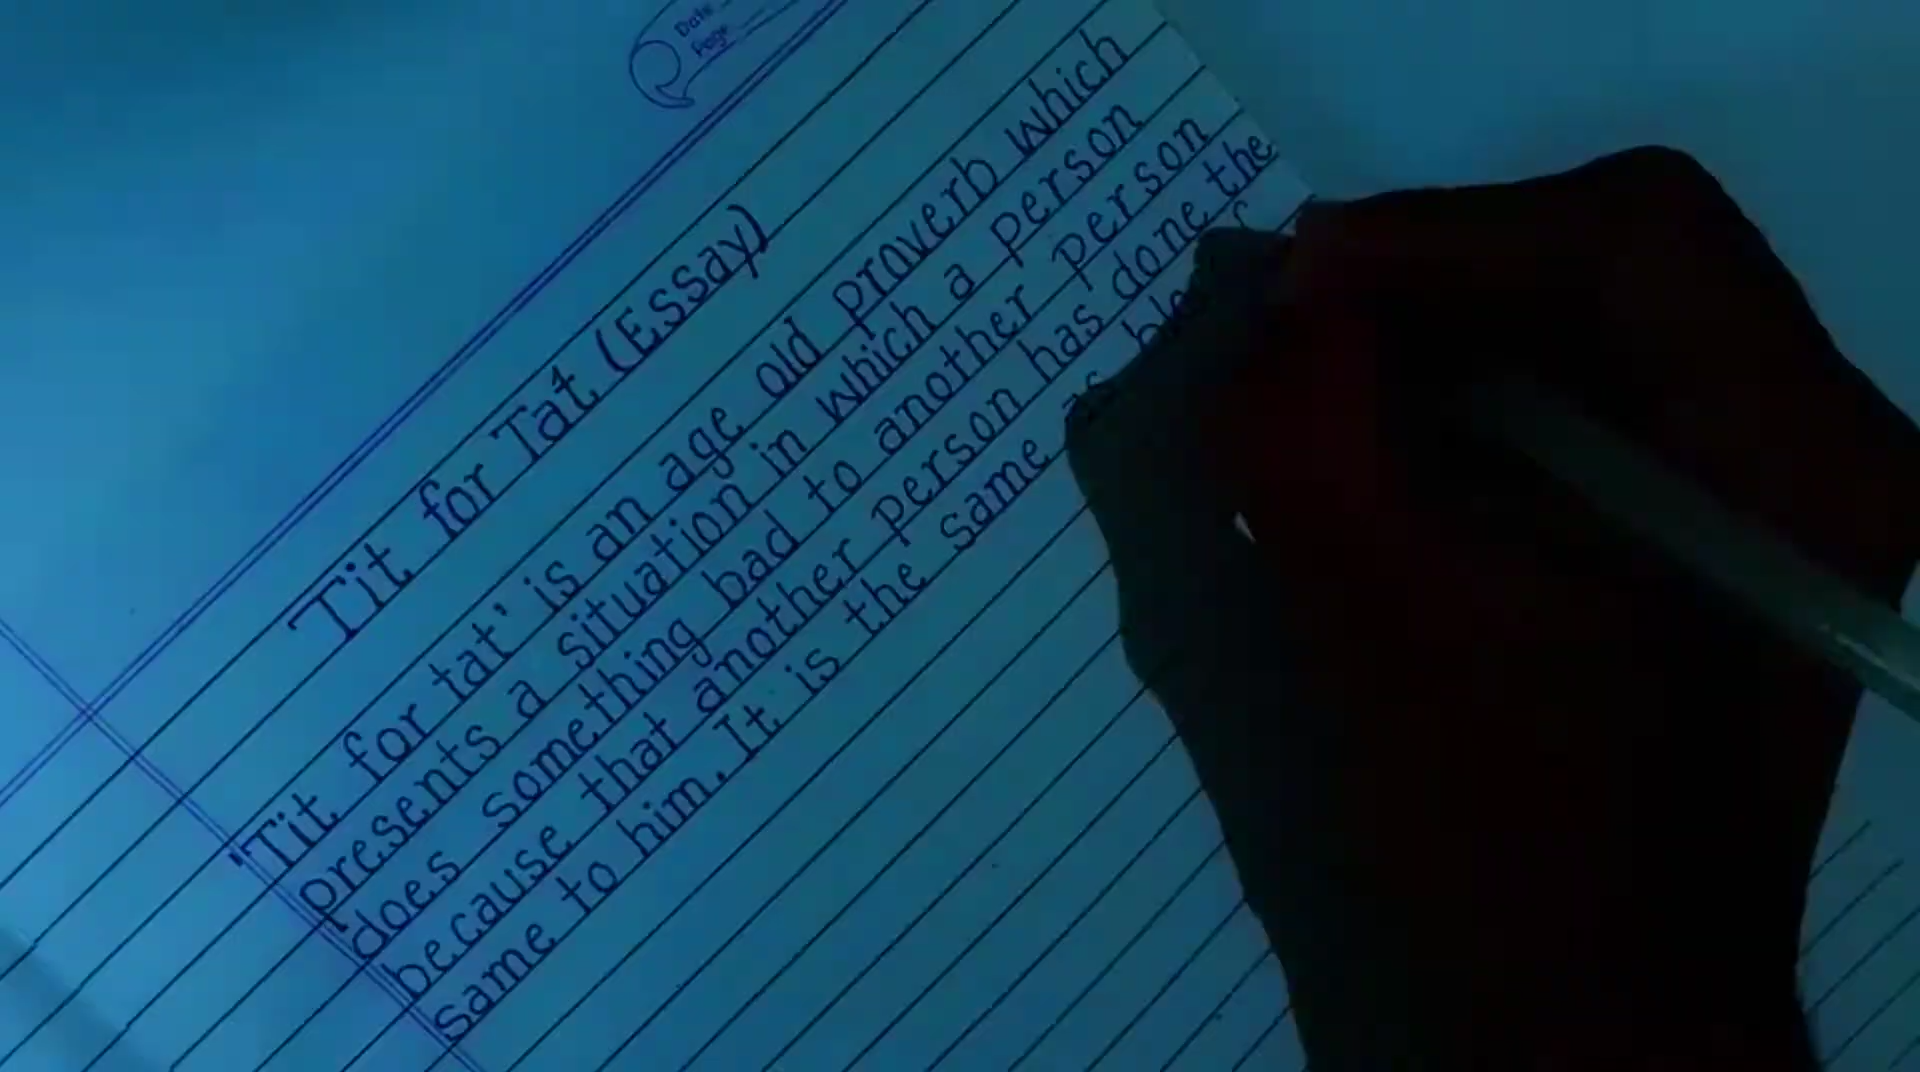 Date
Page
Tit for Tat (Essay)
'Tit for tat' is an age old proverb which
presents a situation in which a person
does something bad to another person
because that another person has done the
same to him. It is the same as